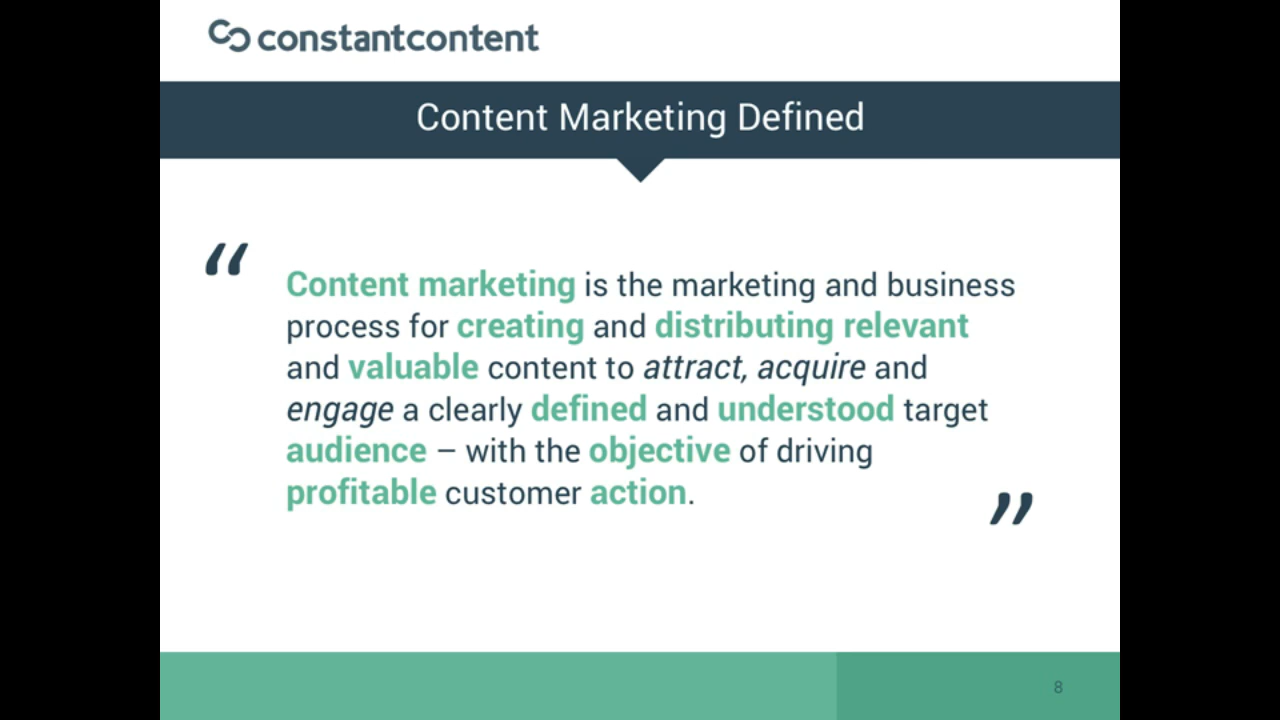 constantcontent
Content Marketing Defined
“
Content marketing is the marketing and business
process for creating and distributing relevant
and valuable content to attract, acquire and
engage a clearly defined and understood target
audience – with the objective of driving
profitable customer action.
”
8